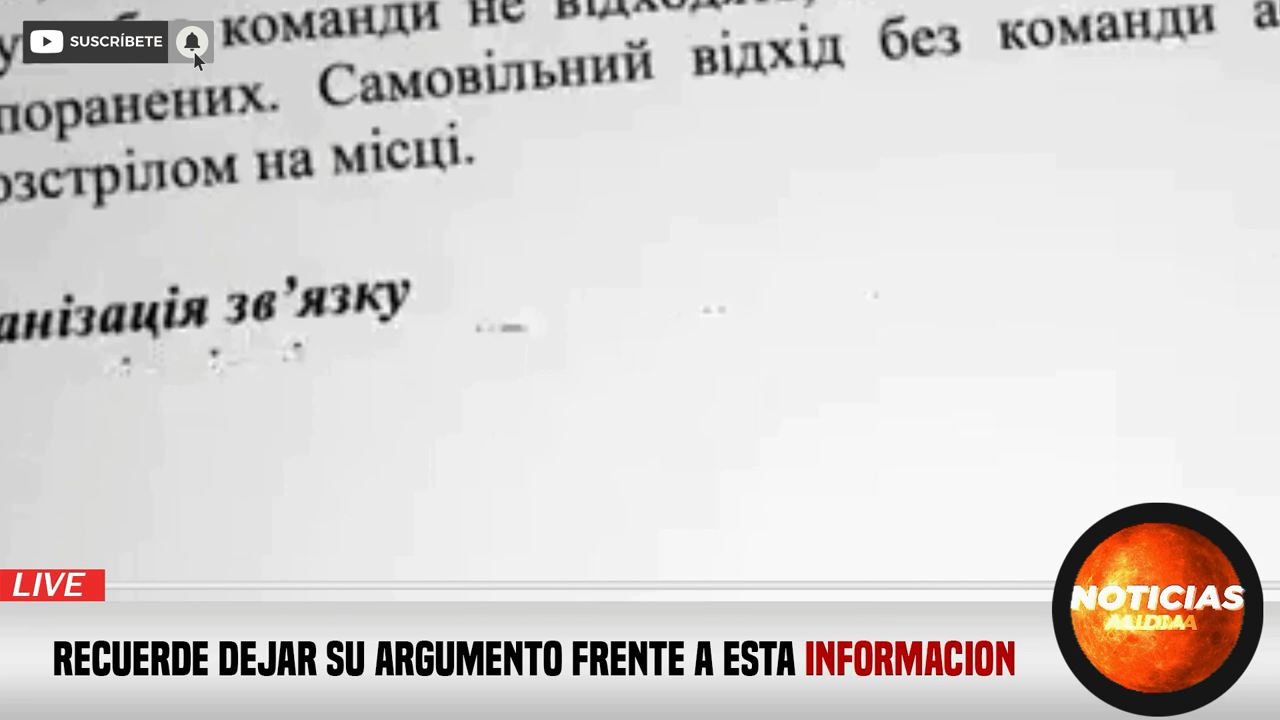 SUSCRÍBETE
команди не
поранених. Самовільний відхід без команди а
озстрілом на місці.
анізація зв’язку
LIVE
RECUERDE DEJAR SU ARGUMENTO FRENTE A ESTA INFORMACION
NOTICIAS